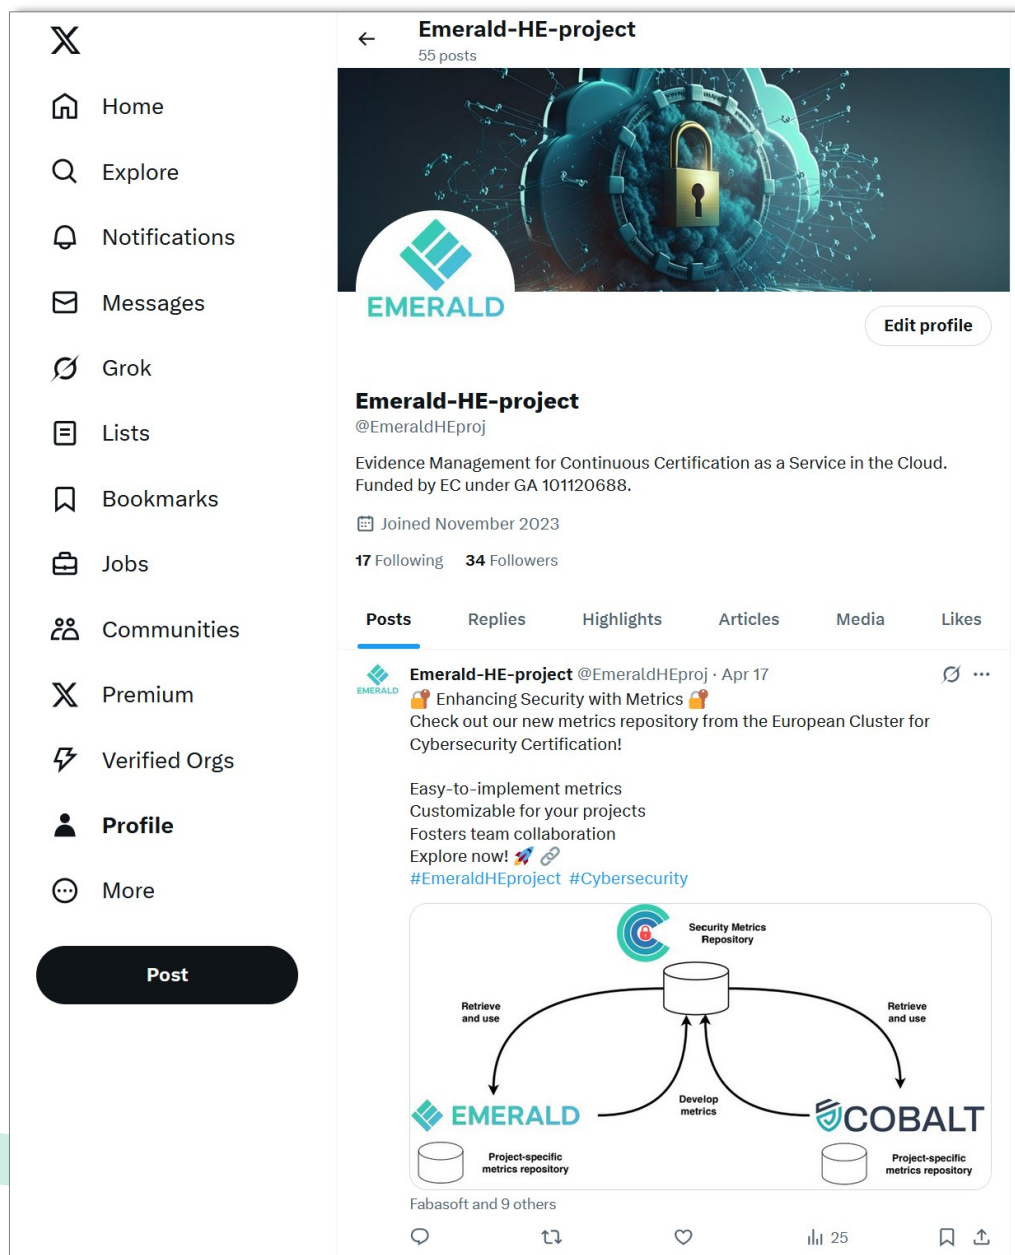 Home
Explore
Notifications
Messages
Grok
Lists
Bookmarks
Jobs
Communities
Premium
Verified Orgs
Profile
More
Post
Emerald-HE-project
55 posts
EMERALD
Edit profile
Emerald-HE-project
@EmeraldHEproj
Evidence Management for Continuous Certification as a Service in the Cloud.
Funded by EC under GA 101120688.
Joined November 2023
17 Following 34 Followers
Posts Replies Highlights Articles Media Likes
EMERALD
Emerald-HE-project @EmeraldHEproj · Apr 17
🔐 Enhancing Security with Metrics 🔐
Check out our new metrics repository from the European Cluster for
Cybersecurity Certification!
Easy-to-implement metrics
Customizable for your projects
Fosters team collaboration
Explore now! 🚀 🔗
#EmeraldHEproject #Cybersecurity
Security Metrics
Repository
Retrieve
and use
Retrieve
and use
Develop
metrics
EMERALD
COBALT
Project-specific
metrics repository
Project-specific
metrics repository
Fabasoft and 9 others
25